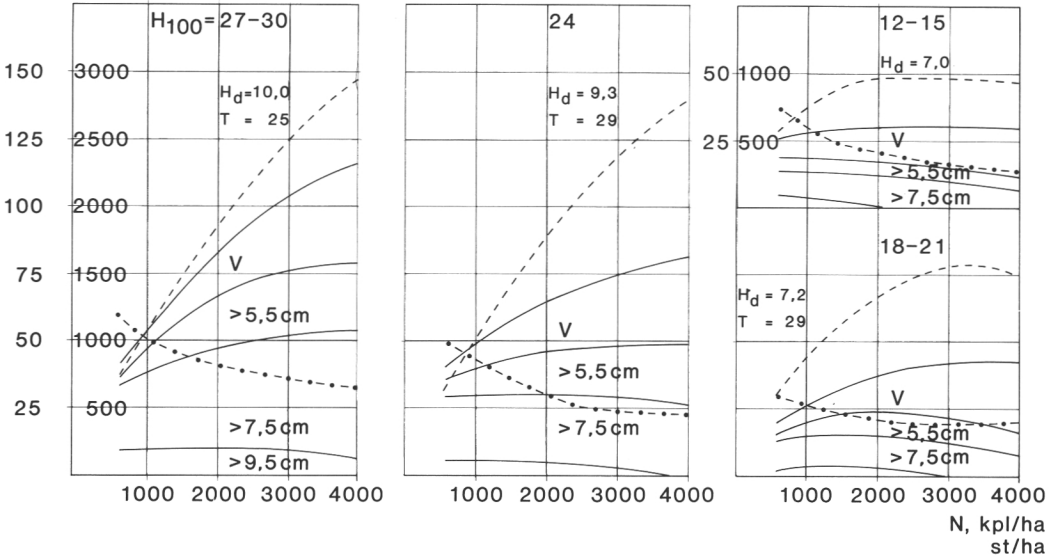 H100= 27-30
24
12-15
150 3000
Hd=10,0
T = 25
Hd=9,3
T = 29
50 1000
Hd=7,0
125 2500
25 500
V
>5,5cm
>7,5cm
100 2000
18-21
75 1500
V
>5,5cm
Hd=7,2
T = 29
50 1000
V
>5,5cm
25 500
>7,5cm
>9,5cm
>7,5cm
V
>5,5cm
>7,5cm
1000 2000 3000 4000
1000 2000 3000 4000
1000 2000 3000 4000
N, kpl/ha
st/ha